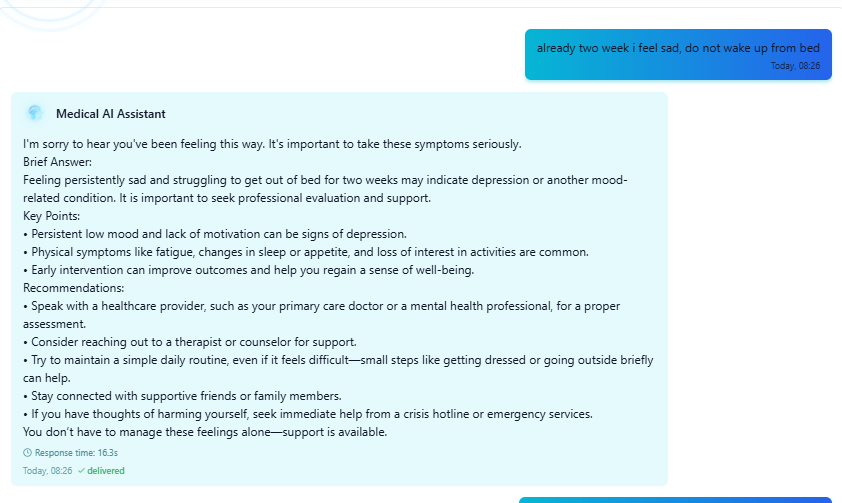 already two week i feel sad, do not wake up from bed
Today, 08:26
Medical AI Assistant
I'm sorry to hear you've been feeling this way. It's important to take these symptoms seriously.
Brief Answer:
Feeling persistently sad and struggling to get out of bed for two weeks may indicate depression or another mood-
related condition. It is important to seek professional evaluation and support.
Key Points:
• Persistent low mood and lack of motivation can be signs of depression.
• Physical symptoms like fatigue, changes in sleep or appetite, and loss of interest in activities are common.
• Early intervention can improve outcomes and help you regain a sense of well-being.
Recommendations:
• Speak with a healthcare provider, such as your primary care doctor or a mental health professional, for a proper
assessment.
• Consider reaching out to a therapist or counselor for support.
• Try to maintain a simple daily routine, even if it feels difficult—small steps like getting dressed or going outside briefly
can help.
• Stay connected with supportive friends or family members.
• If you have thoughts of harming yourself, seek immediate help from a crisis hotline or emergency services.
You don't have to manage these feelings alone—support is available.
Response time: 16.3s
Today, 08:26 ✓ delivered